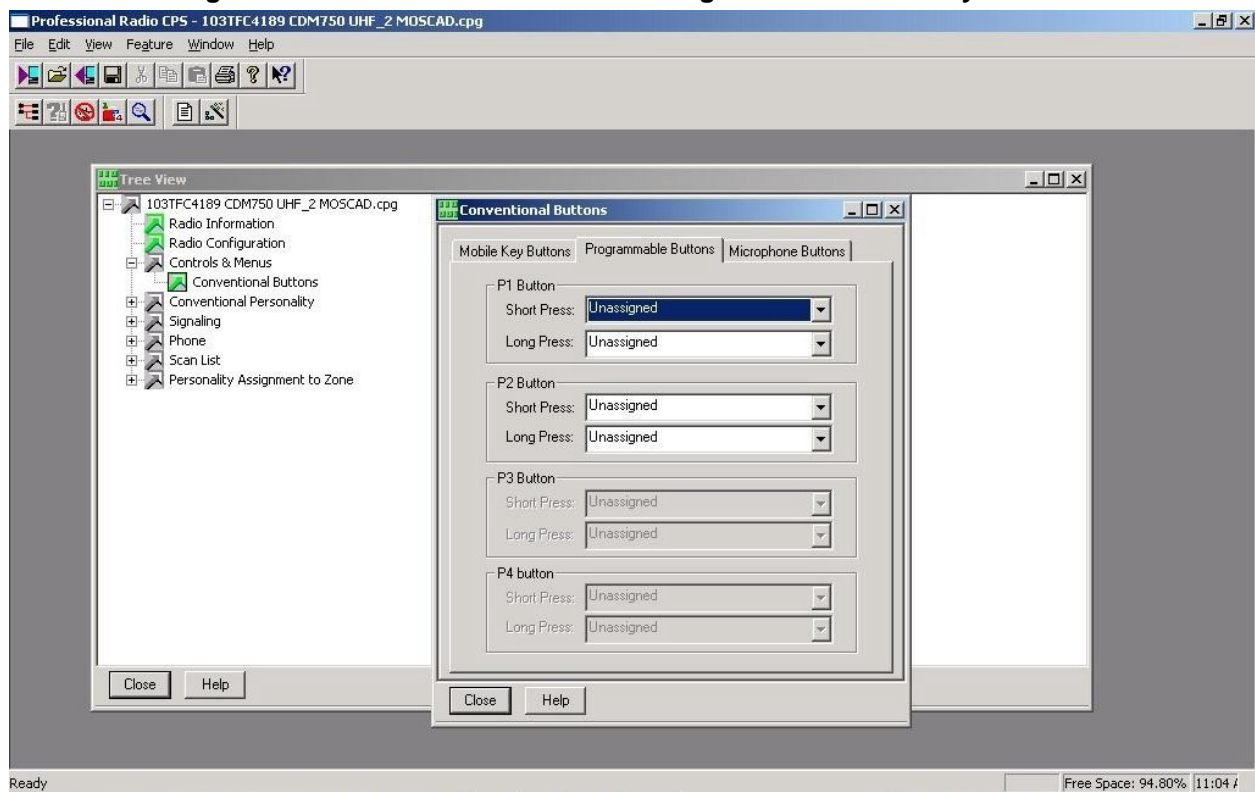 Professional Radio CPS - 103TFC4189 CDM750 UHF_2 MOSCAD.cpg
File Edit View Feature Window Help
Tree View
103TFC4189 CDM750 UHF_2 MOSCAD.cpg
Radio Information
Radio Configuration
Controls & Menus
Conventional Buttons
Conventional Personality
Signaling
Phone
Scan List
Personality Assignment to Zone
Close Help
Conventional Buttons
Mobile Key Buttons Programmable Buttons Microphone Buttons
P1 Button
Short Press: Unassigned
Long Press: Unassigned
P2 Button
Short Press: Unassigned
Long Press: Unassigned
P3 Button
Short Press: Unassigned
Long Press: Unassigned
P4 button
Short Press: Unassigned
Long Press: Unassigned
Close Help
Ready Free Space: 94.80% 11:04